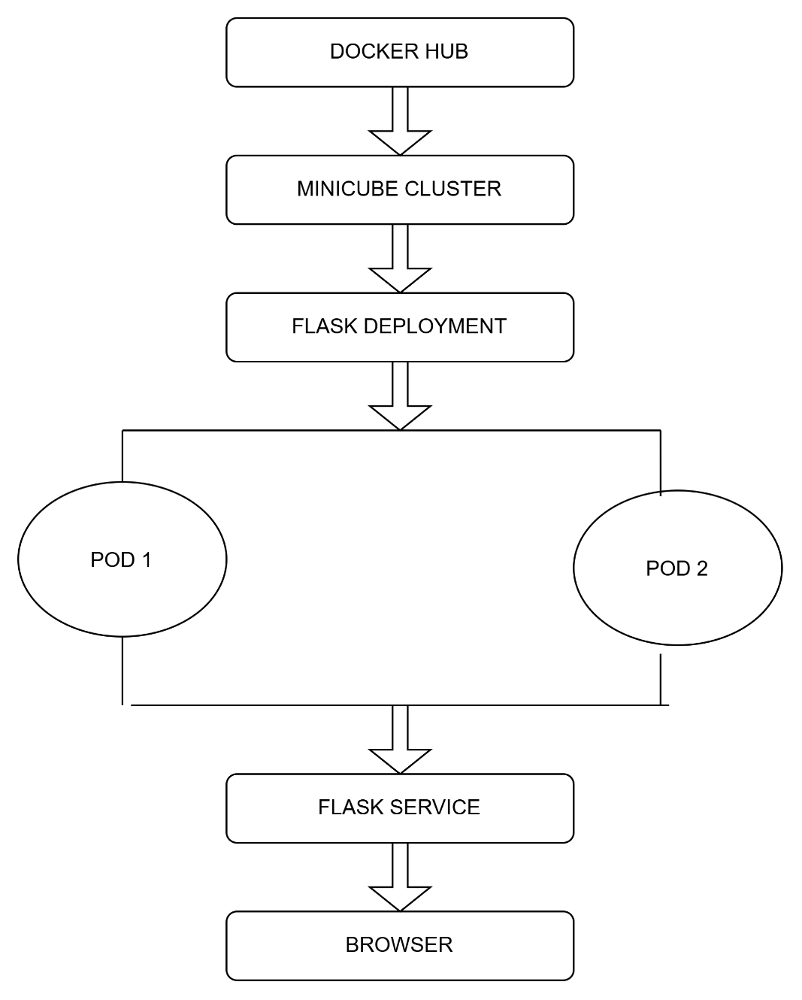 DOCKER HUB
MINICUBE CLUSTER
FLASK DEPLOYMENT
POD 1
POD 2
FLASK SERVICE
BROWSER